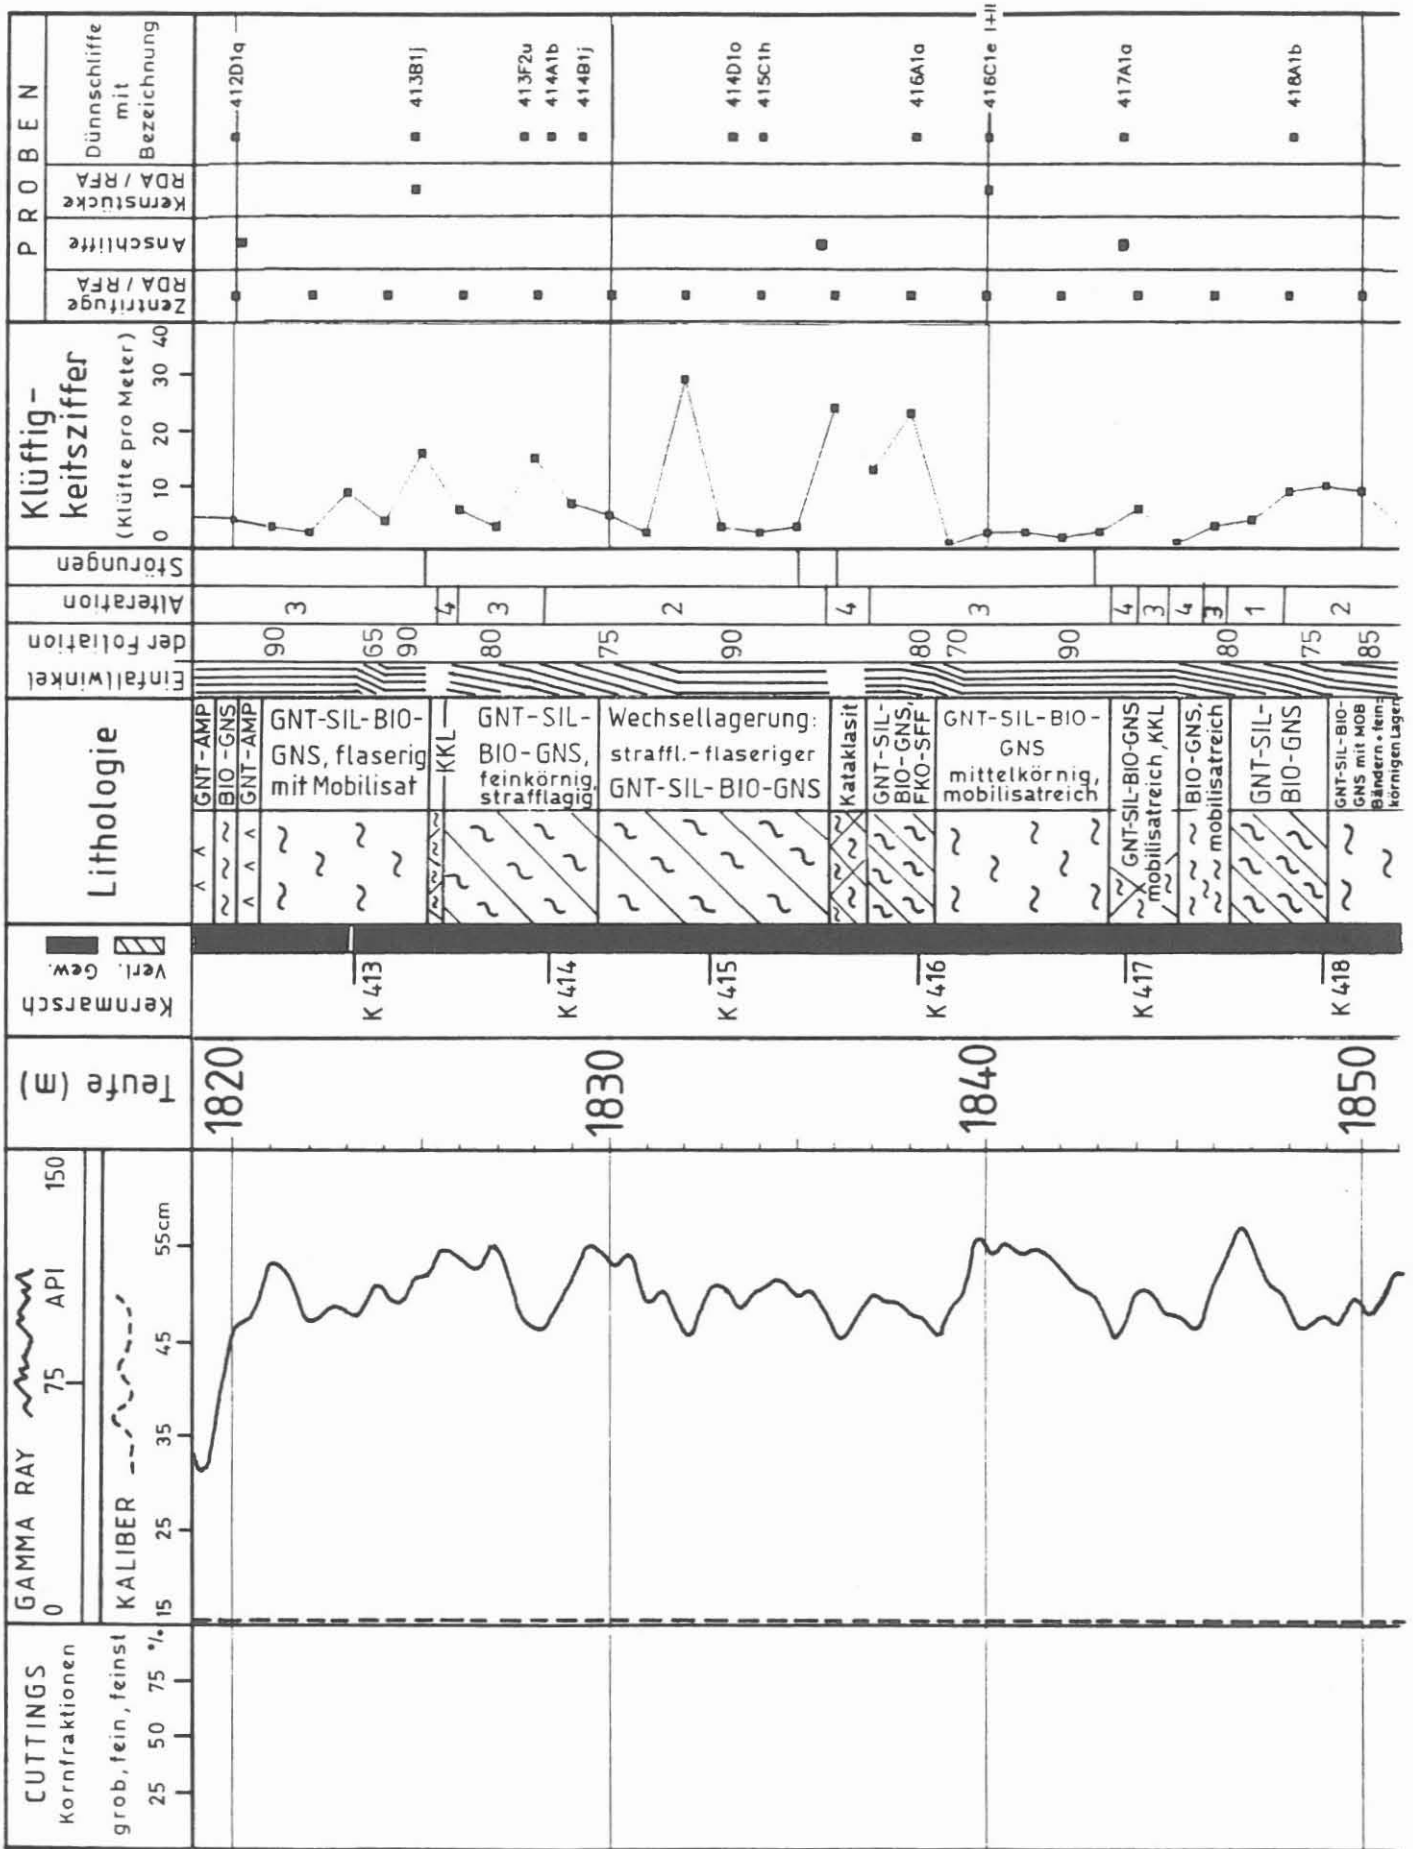 PROBEN
Dünnschliffe
mit
Bezeichnung
412D1q
413B1j
413F2u
414A1b
414B1j
414D1o
415C1h
416A1a
416C1e I+II
417A1a
418A1b
Kernstücke
RDA / RFA
Anschliffe
Zentrifuge
RDA / RFA
Klüftig-
keitsziffer
(Klüfte pro Meter)
0 10 20 30 40
Störungen
Alteration
3 4 3 2 4 3 4 3 4 3 1 2
Einfallwinkel
der Foliation
90 65 90 80 75 90 80 70 90 80 75 85
Lithologie
GNT-AMP
BIO-GNS
GNT-AMP
GNT-SIL-BIO-
GNS, flaserig
mit Mobilisat
KKL
GNT-SIL-
BIO-GNS,
feinkörnig,
strafflagig
Wechsellagerung:
straffl.-flaseriger
GNT-SIL-BIO-GNS
Kataklasit
GNT-SIL-
BIO-GNS,
FKO-SFF
GNT-SIL-BIO-
GNS
mittelkörnig,
mobilisatreich
GNT-SIL-BIO-GNS
mobilisatreich, KKL
BIO-GNS,
mobilisatreich
GNT-SIL-
BIO-GNS
GNT-SIL-BIO-
GNS mit MOB
Bändern+fein-
körnigen Lagen
Kernmarsch
Gew.
Verl.
K 413
K 414
K 415
K 416
K 417
K 418
Teufe (m)
1820
1830
1840
1850
GAMMA RAY
0 75 API 150
KALIBER
15 25 35 45 55cm
CUTTINGS
Kornfraktionen
grob, fein, feinst
25 50 75 %